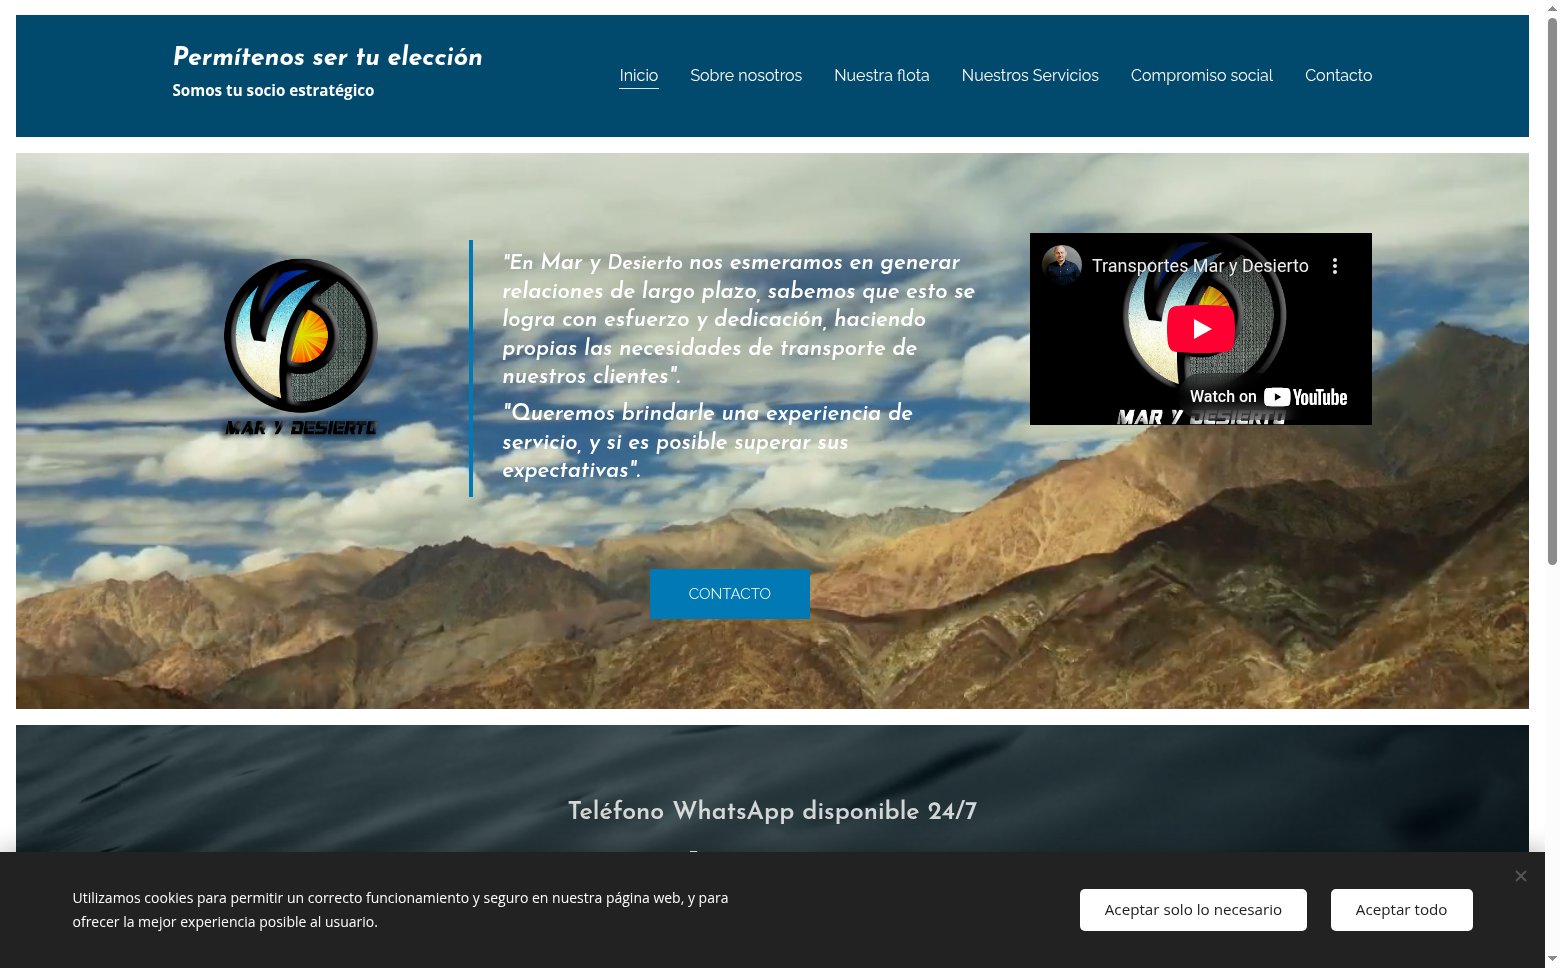 Permítenos ser tu elección
Somos tu socio estratégico
Inicio
Sobre nosotros
Nuestra flota
Nuestros Servicios
Compromiso social
Contacto
MAR Y DESIERTO
"En Mar y Desierto nos esmeramos en generar
relaciones de largo plazo, sabemos que esto se
logra con esfuerzo y dedicación, haciendo
propias las necesidades de transporte de
nuestros clientes".
"Queremos brindarle una experiencia de
servicio, y si es posible superar sus
expectativas".
Transportes Mar y Desierto
Watch on YouTube
MAR Y DESIERTO
CONTACTO
Teléfono WhatsApp disponible 24/7
Utilizamos cookies para permitir un correcto funcionamiento y seguro en nuestra página web, y para
ofrecer la mejor experiencia posible al usuario.
Aceptar solo lo necesario
Aceptar todo